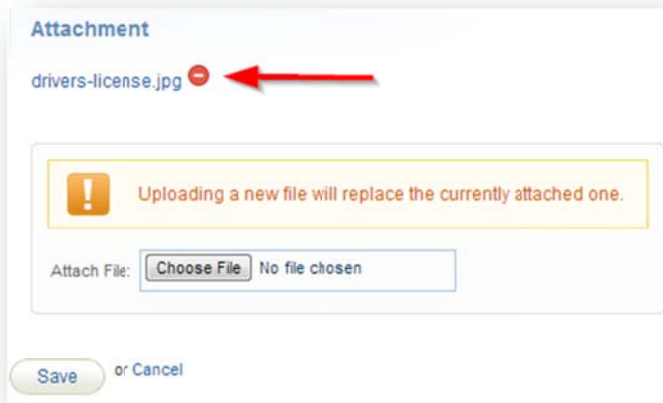 Attachment
drivers-license.jpg
Uploading a new file will replace the currently attached one.
Attach File: Choose File No file chosen
Save or Cancel